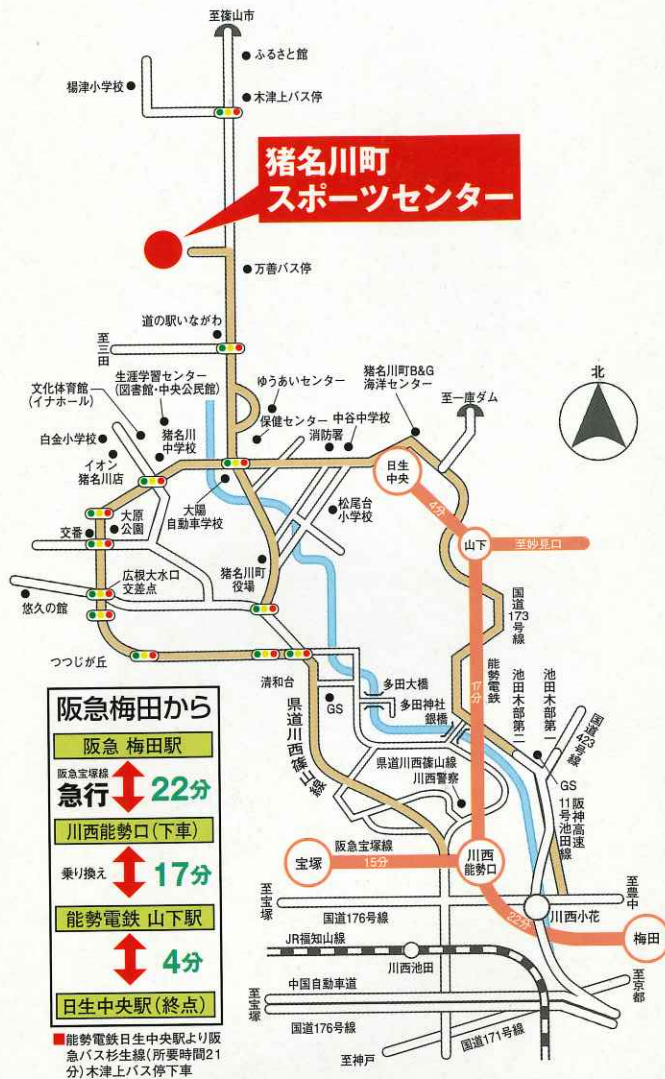 至篠山市
ふるさと館
楊津小学校
木津上バス停
猪名川町
スポーツセンター
万善バス停
道の駅いながわ
至三田
生涯学習センター
(図書館・中央公民館)
文化体育館
(イナホール)
白金小学校
イオン
猪名川店
猪名川
中学校
ゆうあいセンター
保健センター
消防署
中谷中学校
猪名川町B&G
海洋センター
至一庫ダム
北
日生
中央
4分
山下
至妙見口
大原
公園
交番
大陽
自動車学校
松尾台
小学校
猪名川町
役場
広根大水口
交差点
悠久の館
つつじが丘
清和台
国道
173
号線
能勢電鉄
17分
池田木部第二
池田木部第一
国道423号線
GS
多田大橋
多田神社
銀橋
GS
県道川西篠山線
県道川西篠山線
川西警察
阪神高速
11号池田線
阪急宝塚線
宝塚
15分
川西
能勢口
22分
梅田
至宝塚
国道176号線
川西小花
至豊中
JR福知山線
川西池田
中国自動車道
至宝塚
国道176号線
国道171号線
至京都
至神戸
阪急梅田から
阪急 梅田駅
阪急宝塚線
急行
22分
川西能勢口(下車)
乗り換え
17分
能勢電鉄 山下駅
4分
日生中央駅(終点)
■能勢電鉄日生中央駅より阪
急バス杉生線(所要時間21
分)木津上バス停下車